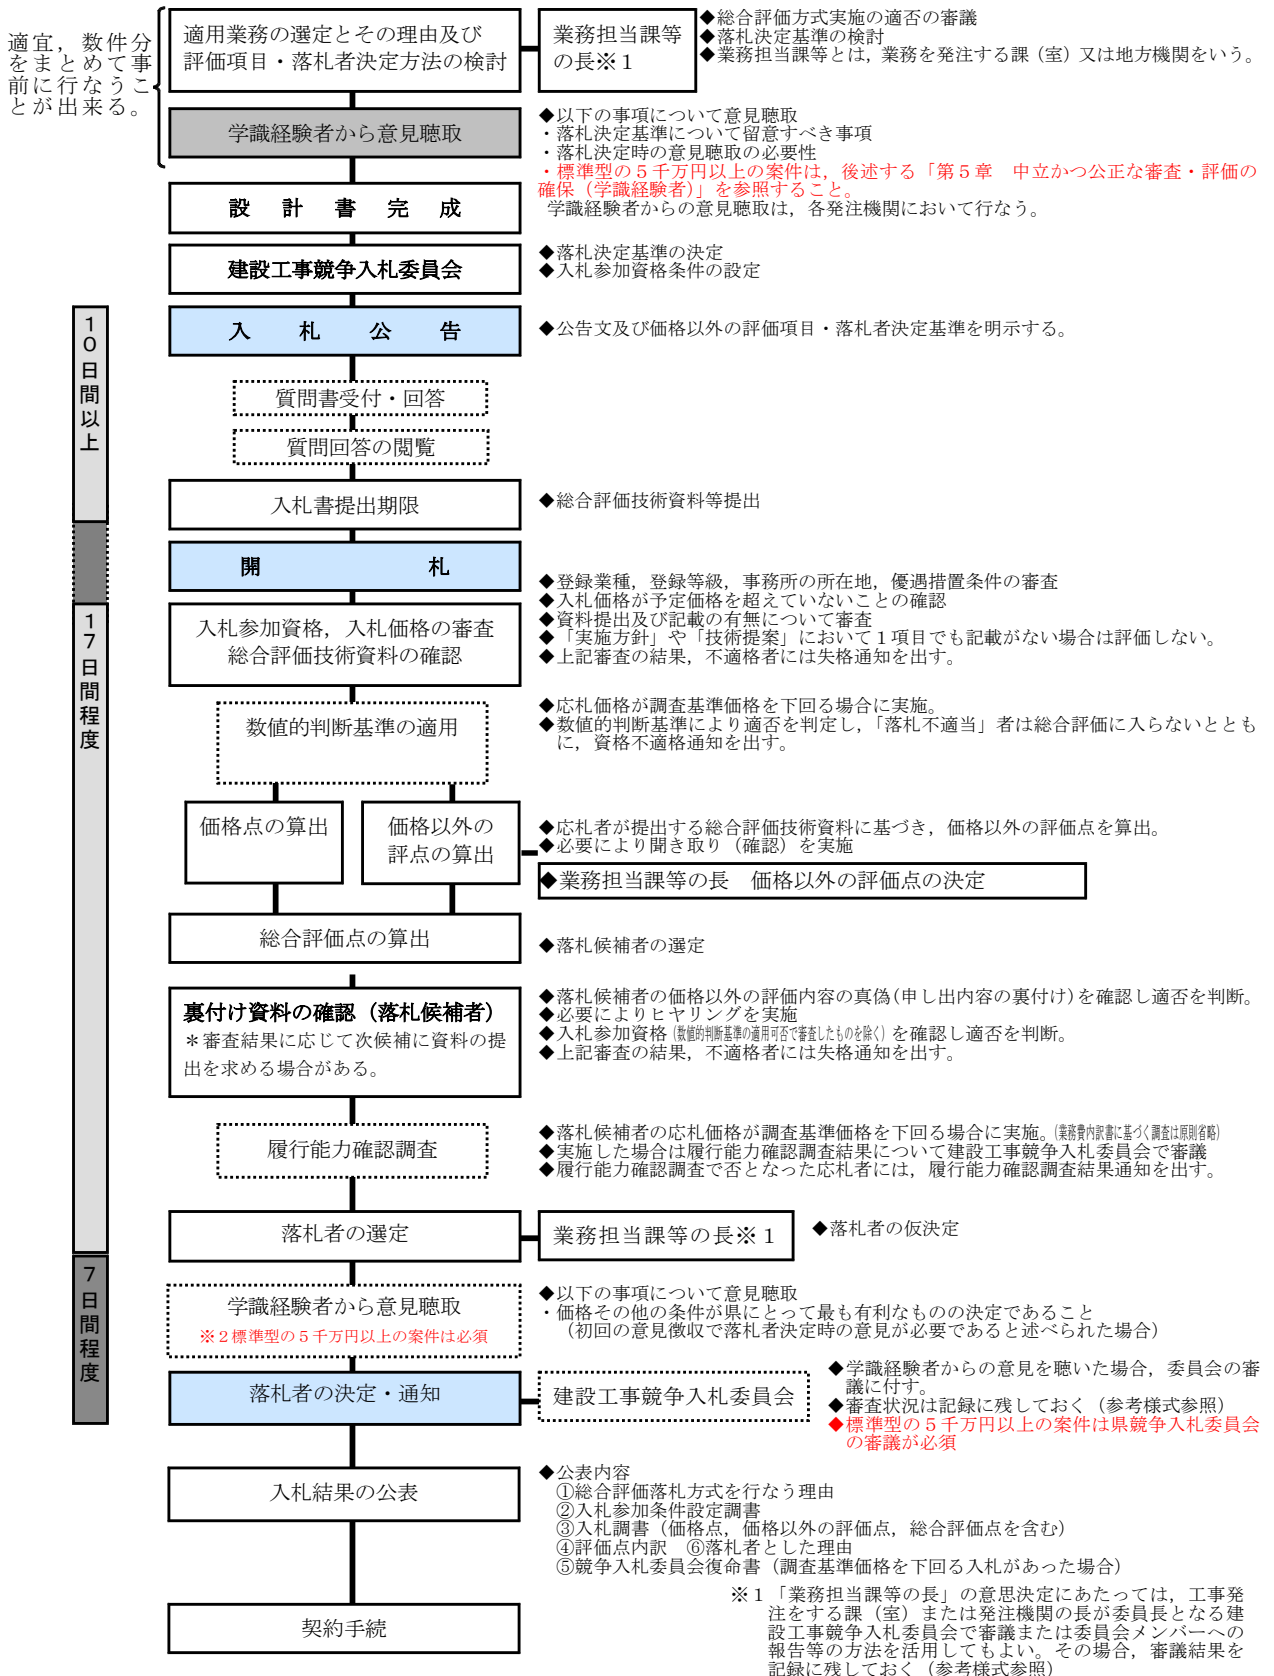 適宜，数件分
をまとめて事
前に行なうこ
とが出来る。
適用業務の選定とその理由及び
評価項目・落札者決定方法の検討
業務担当課等
の長※１
◆総合評価方式実施の適否の審議
◆落札決定基準の検討
◆業務担当課等とは，業務を発注する課（室）又は地方機関をいう。
学識経験者から意見聴取
◆以下の事項について意見聴取
・落札決定基準について留意すべき事項
・落札決定時の意見聴取の必要性
・標準型の５千万円以上の案件は，後述する「第５章　中立かつ公正な審査・評価の
確保（学識経験者）」を参照すること。
学識経験者からの意見聴取は，各発注機関において行なう。
設　計　書　完　成
建設工事競争入札委員会
◆落札決定基準の決定
◆入札参加資格条件の設定
１０日間以上
入　札　公　告
◆公告文及び価格以外の評価項目・落札者決定基準を明示する。
質問書受付・回答
質問回答の閲覧
入札書提出期限
◆総合評価技術資料等提出
開　　　　札
１７日間程度
入札参加資格，入札価格の審査
総合評価技術資料の確認
◆登録業種，登録等級，事務所の所在地，優遇措置条件の審査
◆入札価格が予定価格を超えていないことの確認
◆資料提出及び記載の有無について審査
◆「実施方針」や「技術提案」において１項目でも記載がない場合は評価しない。
◆上記審査の結果，不適格者には失格通知を出す。
数値的判断基準の適用
◆応札価格が調査基準価格を下回る場合に実施。
◆数値的判断基準により適否を判定し，「落札不適当」者は総合評価に入らないととも
に，資格不適格通知を出す。
価格点の算出
価格以外の
評点の算出
◆応札者が提出する総合評価技術資料に基づき，価格以外の評価点を算出。
◆必要により聞き取り（確認）を実施
◆業務担当課等の長　価格以外の評価点の決定
総合評価点の算出
◆落札候補者の選定
裏付け資料の確認（落札候補者）
＊審査結果に応じて次候補に資料の提
出を求める場合がある。
◆落札候補者の価格以外の評価内容の真偽(申し出内容の裏付け)を確認し適否を判断。
◆必要によりヒヤリングを実施
◆入札参加資格（数値的判断基準の適用可否で審査したものを除く）を確認し適否を判断。
◆上記審査の結果，不適格者には失格通知を出す。
履行能力確認調査
◆落札候補者の応札価格が調査基準価格を下回る場合に実施。（業務費内訳書に基づく調査は原則省略）
◆実施した場合は履行能力確認調査結果について建設工事競争入札委員会で審議
◆履行能力確認調査で否となった応札者には，履行能力確認調査結果通知を出す。
落札者の選定
業務担当課等の長※１
◆落札者の仮決定
７日間程度
学識経験者から意見聴取
※２標準型の５千万円以上の案件は必須
◆以下の事項について意見聴取
・価格その他の条件が県にとって最も有利なものの決定であること
（初回の意見徴収で落札者決定時の意見が必要であると述べられた場合）
落札者の決定・通知
建設工事競争入札委員会
◆学識経験者からの意見を聴いた場合，委員会の審
議に付す。
◆審査状況は記録に残しておく（参考様式参照）
◆標準型の５千万円以上の案件は県競争入札委員会
の審議が必須
入札結果の公表
◆公表内容
①総合評価落札方式を行なう理由
②入札参加条件設定調書
③入札調書（価格点，価格以外の評価点，総合評価点を含む）
④評価点内訳　⑥落札者とした理由
⑤競争入札委員会復命書（調査基準価格を下回る入札があった場合）
契約手続
※１「業務担当課等の長」の意思決定にあたっては，工事発
注をする課（室）または発注機関の長が委員長となる建
設工事競争入札委員会で審議または委員会メンバーへの
報告等の方法を活用してもよい。その場合，審議結果を
記録に残しておく（参考様式参照）